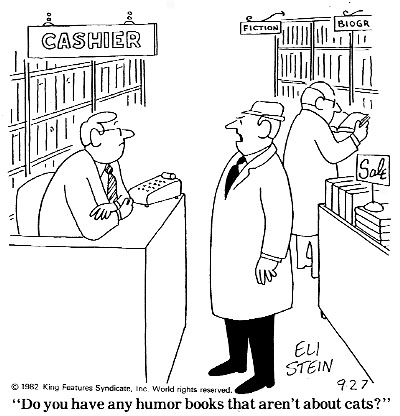 CASHIER
FICTION
BIOGR
Sale
ELI
STEIN
© 1982 King Features Syndicate, Inc. World rights reserved.
927
"Do you have any humor books that aren't about cats?"